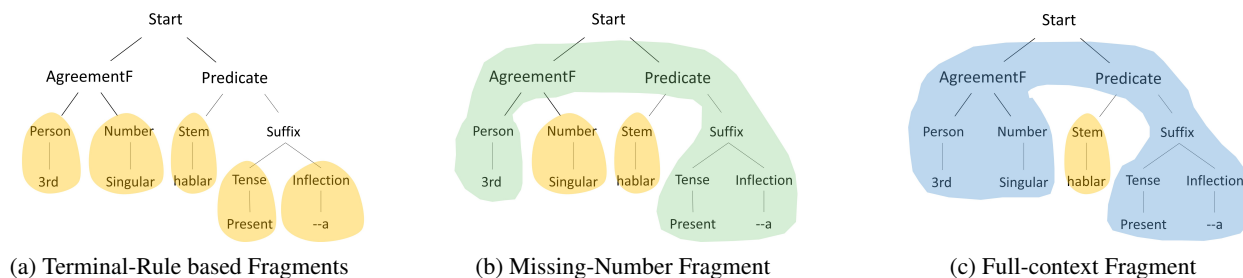 Start
AgreementF Predicate
Person Number Stem Suffix
3rd Singular hablar Tense Inflection
Present --a
(a) Terminal-Rule based Fragments
Start
AgreementF Predicate
Person Number Stem Suffix
3rd Singular hablar Tense Inflection
Present --a
(b) Missing-Number Fragment
Start
AgreementF Predicate
Person Number Stem Suffix
3rd Singular hablar Tense Inflection
Present --a
(c) Full-context Fragment